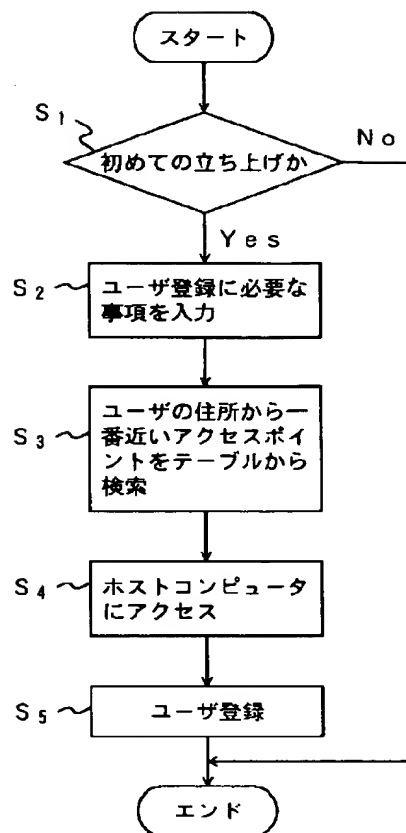 スタート
S1
初めての立ち上げか
No
Yes
S2
ユーザ登録に必要な
事項を入力
S3
ユーザの住所から一
番近いアクセスポイ
ントをテーブルから
検索
S4
ホストコンピュータ
にアクセス
S5
ユーザ登録
エンド